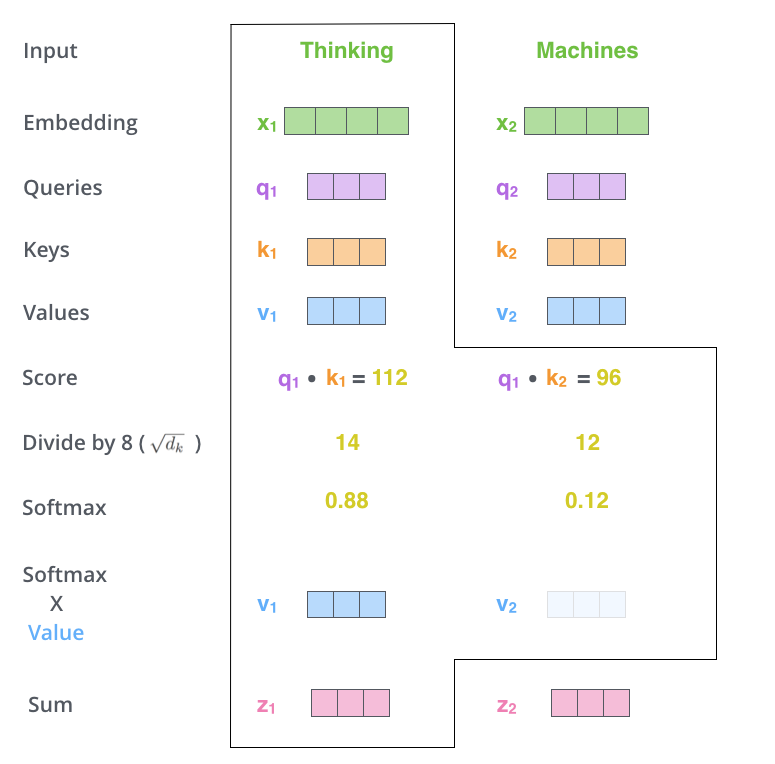 Input Thinking Machines
Embedding x₁ x₂
Queries q₁ q₂
Keys k₁ k₂
Values v₁ v₂
Score q₁ • k₁ = 112 q₁ • k₂ = 96
Divide by 8 ( √dₖ ) 14 12
Softmax 0.88 0.12
Softmax
X v₁ v₂
Value
Sum z₁ z₂